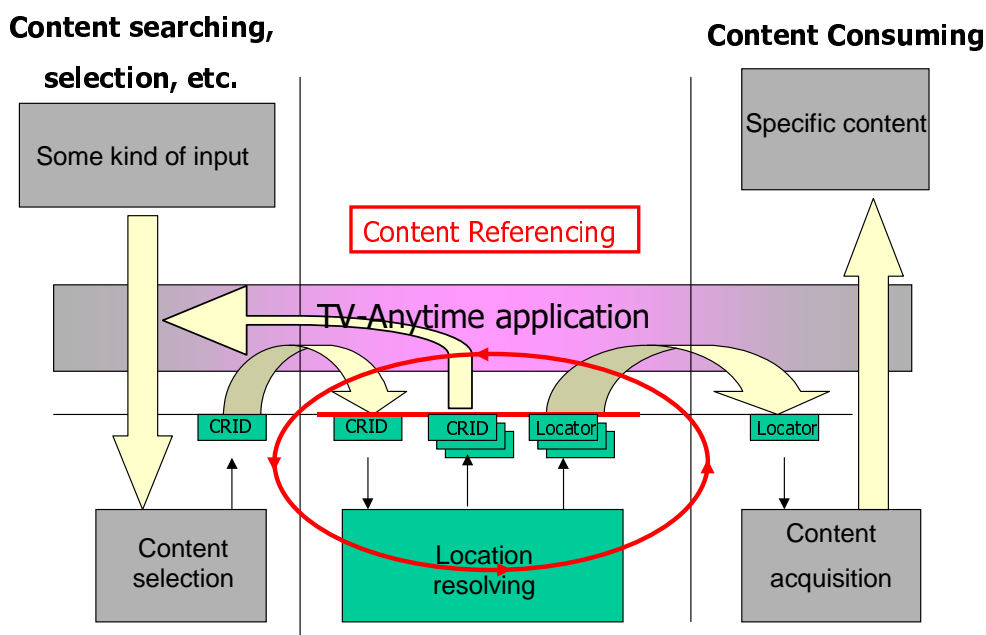 Content searching,
selection, etc.
Content Consuming
Some kind of input
Specific content
Content Referencing
TV-Anytime application
CRID
CRID
CRID
Locator
Locator
Content
selection
Location
resolving
Content
acquisition